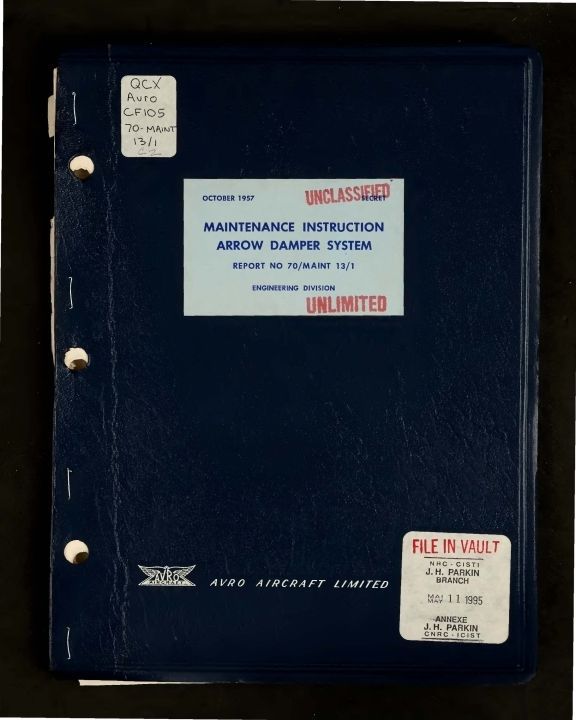 QCX
Avro
CF105
70-MAINT
13/1
C2
OCTOBER 1957
UNCLASSIFIED
SECRET
MAINTENANCE INSTRUCTION
ARROW DAMPER SYSTEM
REPORT NO 70/MAINT 13/1
ENGINEERING DIVISION
UNLIMITED
AVRO
AIRCRAFT
AVRO AIRCRAFT LIMITED
FILE IN VAULT
NRC - CISTI
J. H. PARKIN
BRANCH
MAI
MAY 11 1995
ANNEXE
J. H. PARKIN
CNRC - ICIST